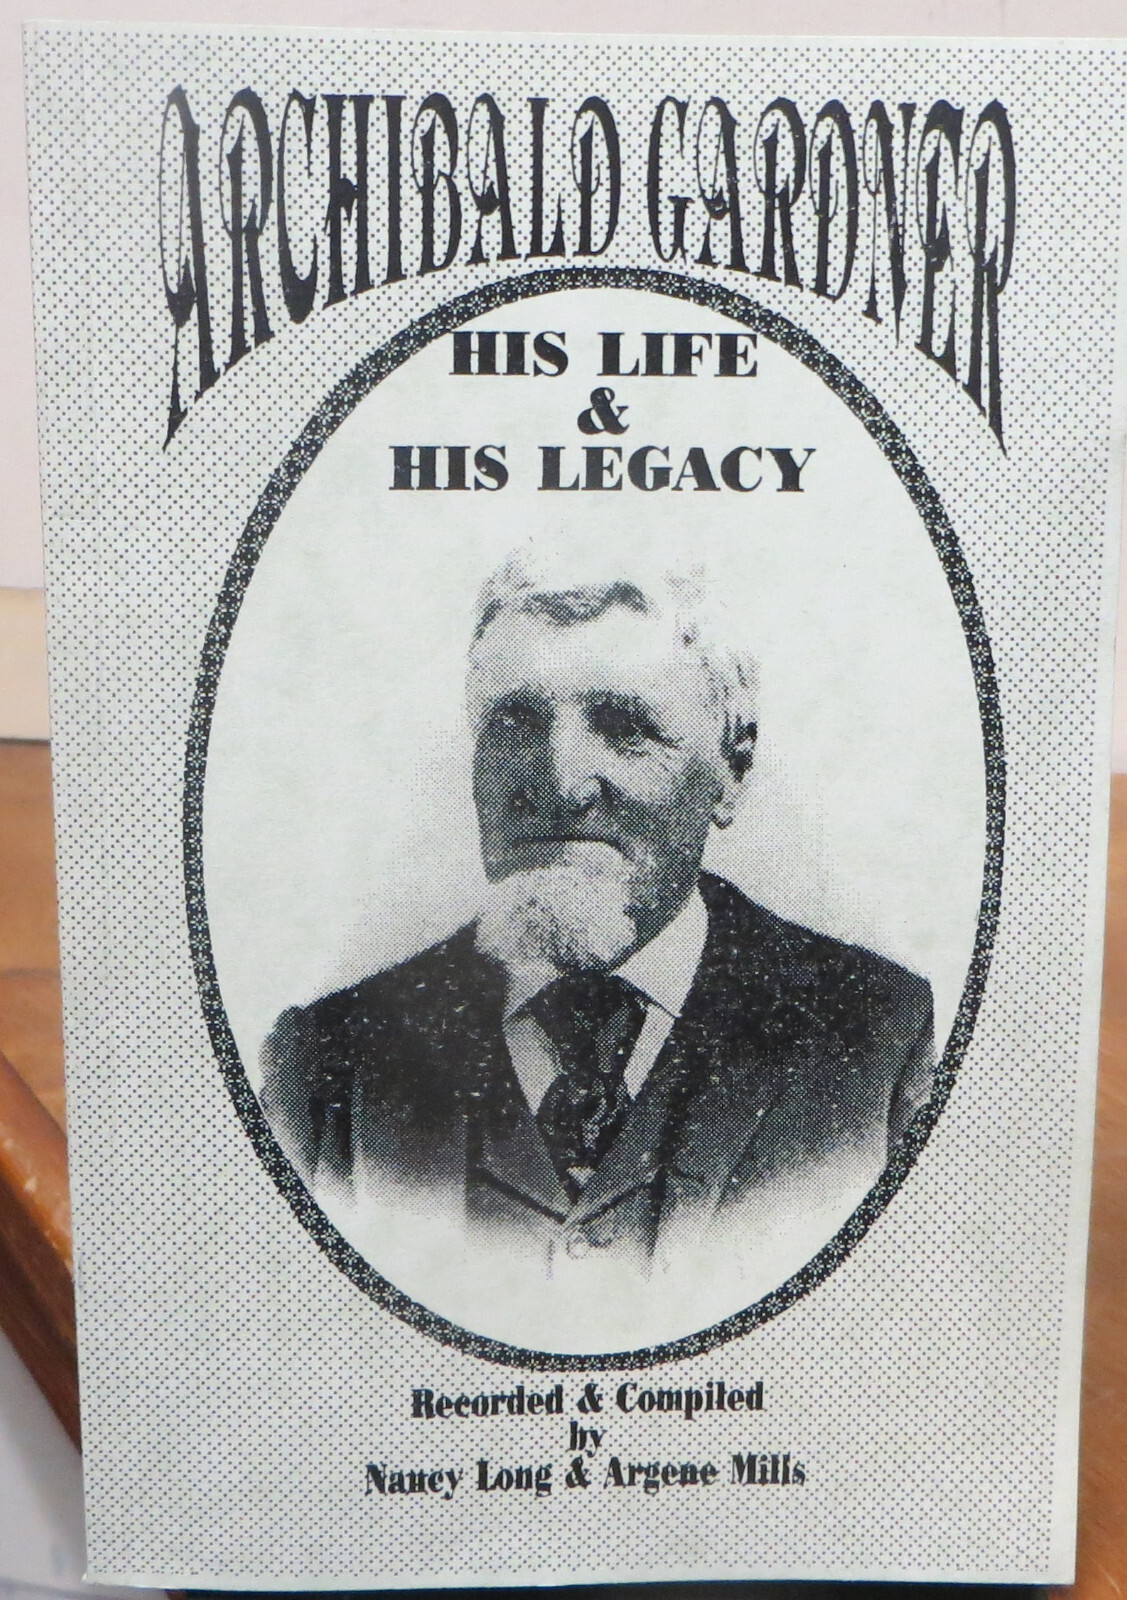 ARCHIBALD GARDNER
HIS LIFE
&
HIS LEGACY
Recorded & Compiled
by
Nancy Long & Argene Mills